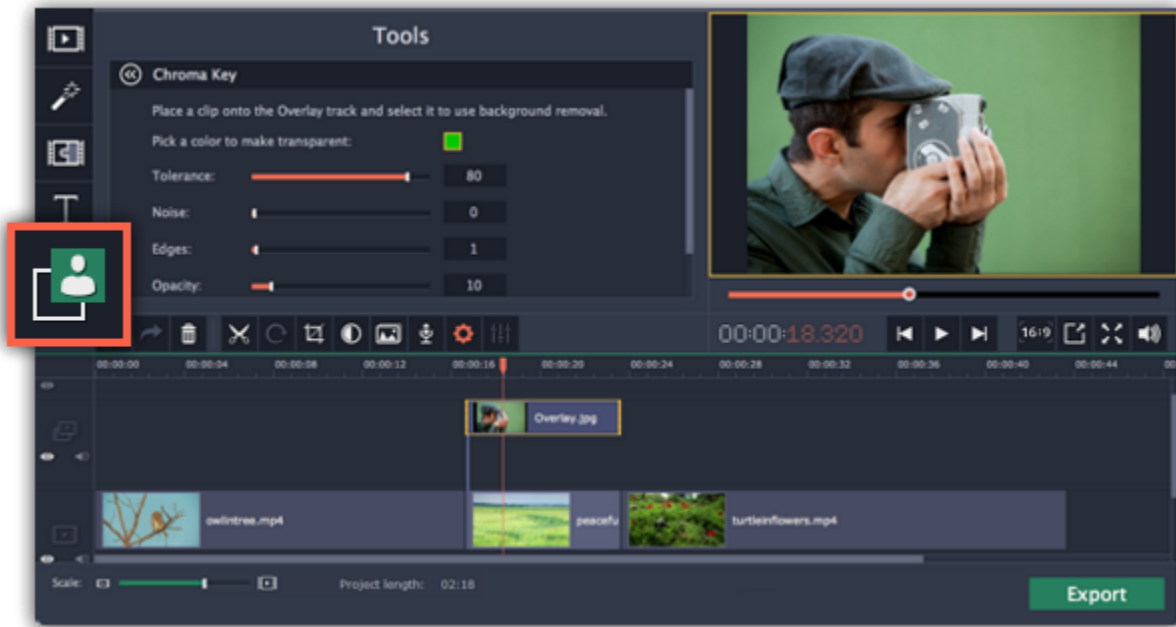 Tools
Chroma Key
Place a clip onto the Overlay track and select it to use background removal.
Pick a color to make transparent:
Tolerance: 80
Noise: 0
Edges: 1
Opacity: 10
T
00:00:18.320
16:9
00:00:00 00:00:04 00:00:08 00:00:12 00:00:16 00:00:20 00:00:24 00:00:28 00:00:32 00:00:36 00:00:40 00:00:44 00
Overlay.jpg
owlintree.mp4 peacefu turtleinflowers.mp4
Scale: Project length: 02:18
Export